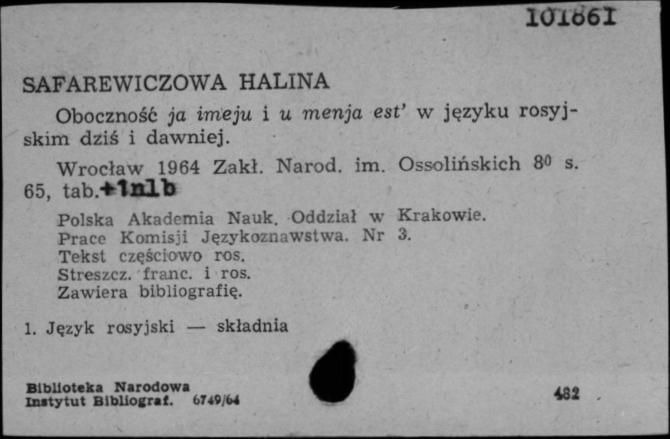 101861
SAFAREWICZOWA HALINA
Oboczność ja imeju i u menja est' w języku rosyj-
skim dziś i dawniej.
Wrocław 1964 Zakł. Narod. im. Ossolińskich 8⁰ s.
65, tab.+1nlb
Polska Akademia Nauk. Oddział w Krakowie.
Prace Komisji Językoznawstwa. Nr 3.
Tekst częściowo ros.
Streszcz. franc. i ros.
Zawiera bibliografię.
1. Język rosyjski — składnia
Biblioteka Narodowa
Instytut Bibliograf. 6749/64
482